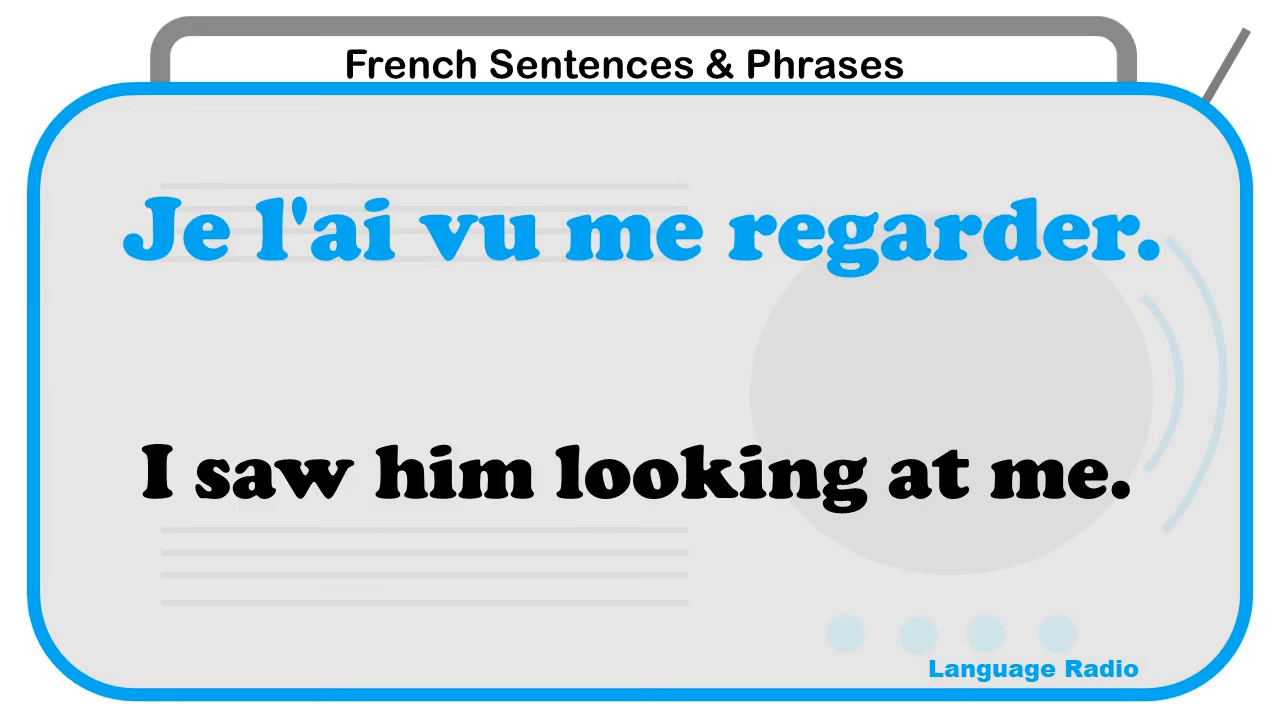 French Sentences & Phrases
Je l'ai vu me regarder.
I saw him looking at me.
Language Radio